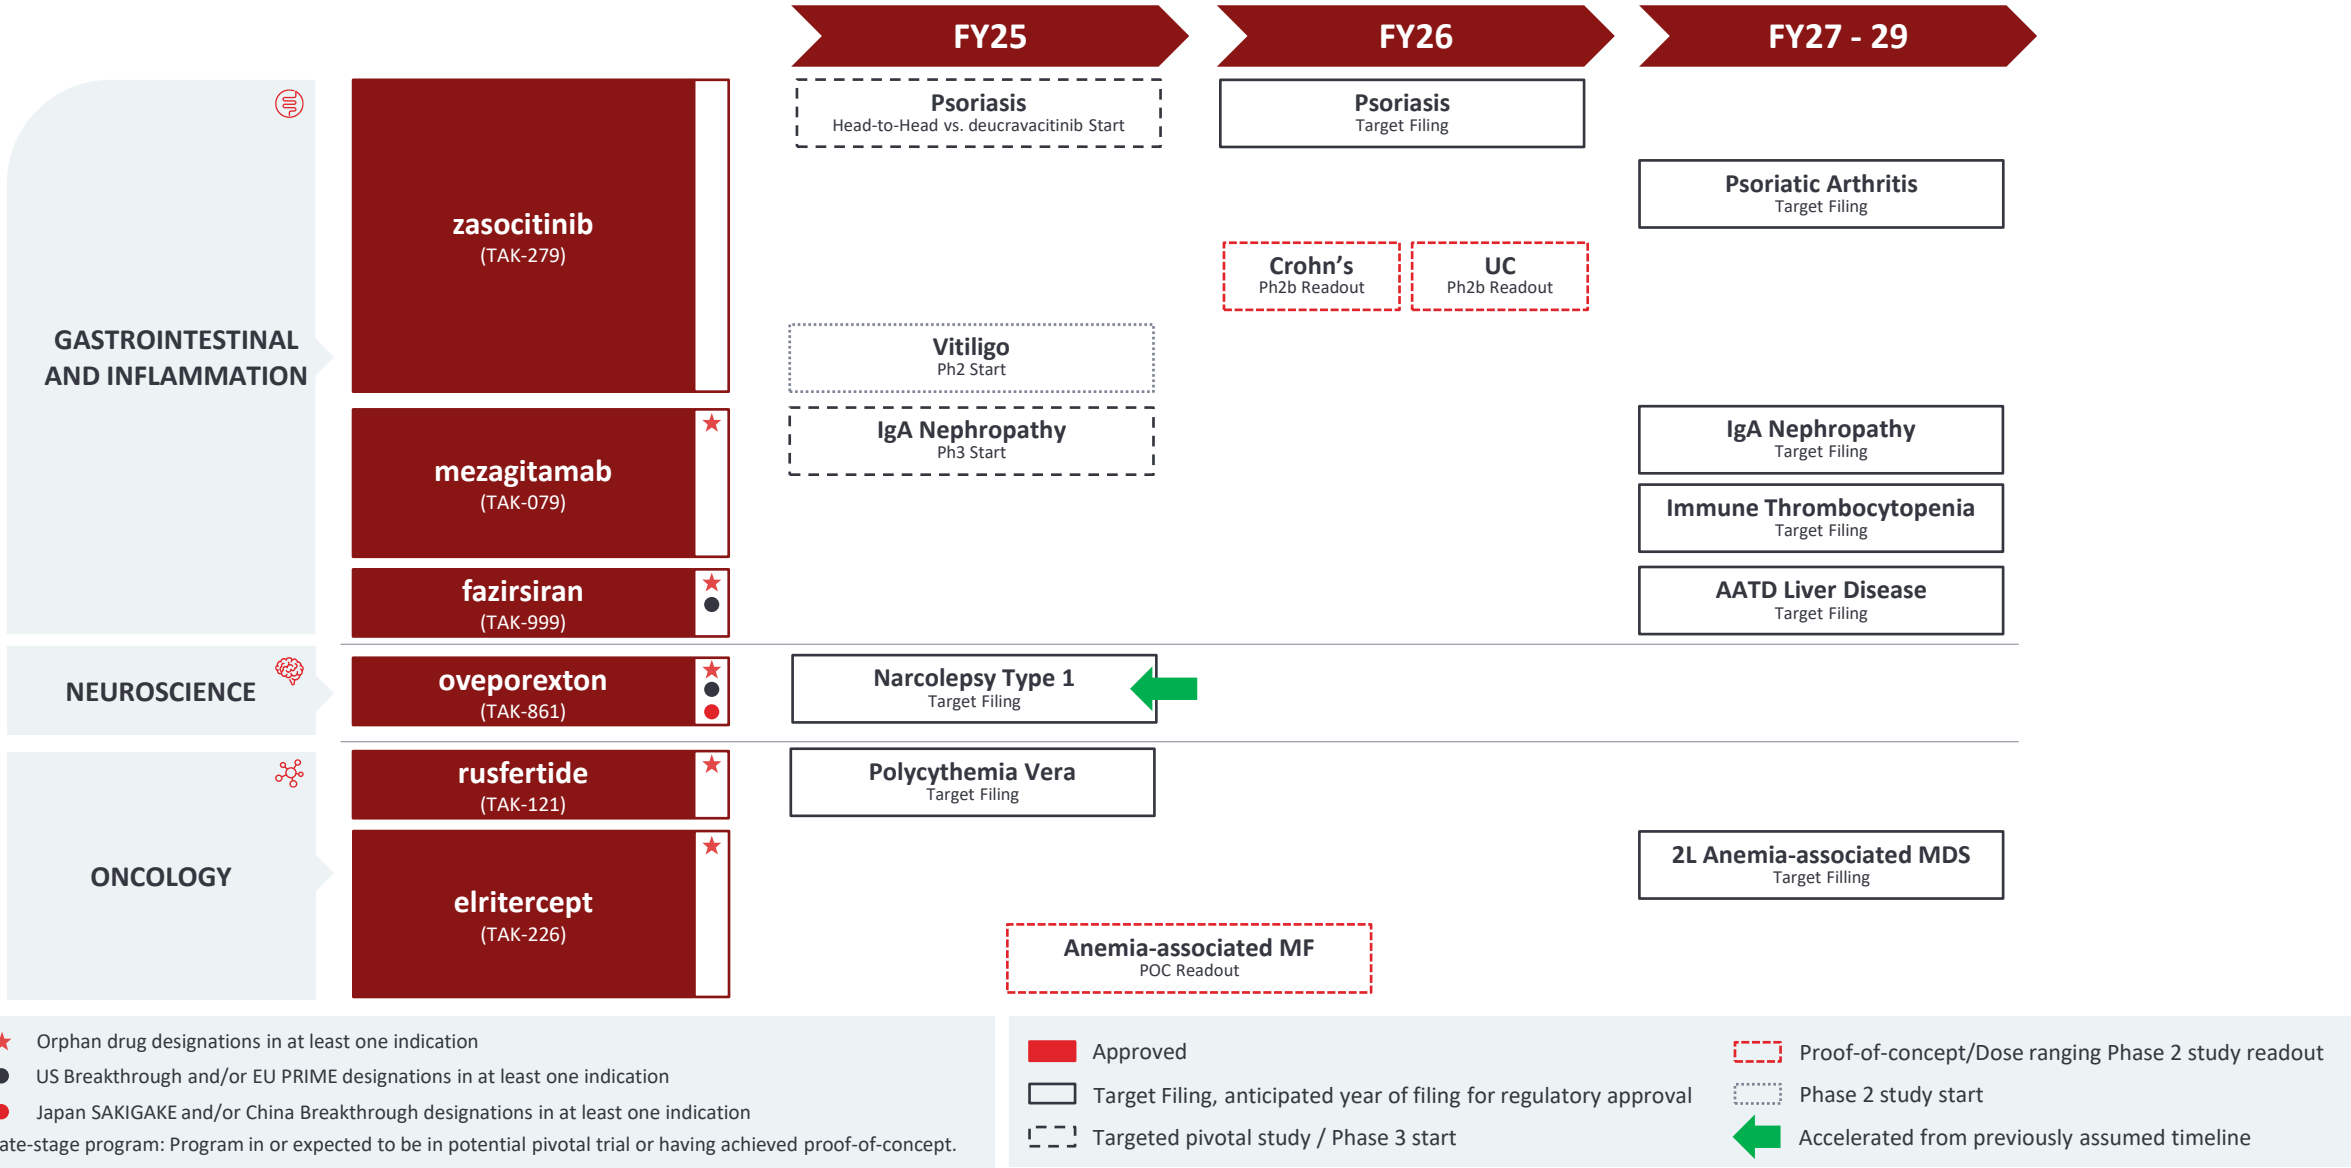 FY25
FY26
FY27 - 29
GASTROINTESTINAL
AND INFLAMMATION
zasocitinib
(TAK-279)
Psoriasis
Head-to-Head vs. deucravacitinib Start
Psoriasis
Target Filing
Psoriatic Arthritis
Target Filing
Crohn's
Ph2b Readout
UC
Ph2b Readout
Vitiligo
Ph2 Start
mezagitamab
(TAK-079)
IgA Nephropathy
Ph3 Start
IgA Nephropathy
Target Filing
Immune Thrombocytopenia
Target Filing
fazirsiran
(TAK-999)
AATD Liver Disease
Target Filing
NEUROSCIENCE
oveporexton
(TAK-861)
Narcolepsy Type 1
Target Filing
ONCOLOGY
rusfertide
(TAK-121)
Polycythemia Vera
Target Filing
elritercept
(TAK-226)
2L Anemia-associated MDS
Target Filling
Anemia-associated MF
POC Readout
Orphan drug designations in at least one indication
US Breakthrough and/or EU PRIME designations in at least one indication
Japan SAKIGAKE and/or China Breakthrough designations in at least one indication
ate-stage program: Program in or expected to be in potential pivotal trial or having achieved proof-of-concept.
Approved
Target Filing, anticipated year of filing for regulatory approval
Targeted pivotal study / Phase 3 start
Proof-of-concept/Dose ranging Phase 2 study readout
Phase 2 study start
Accelerated from previously assumed timeline